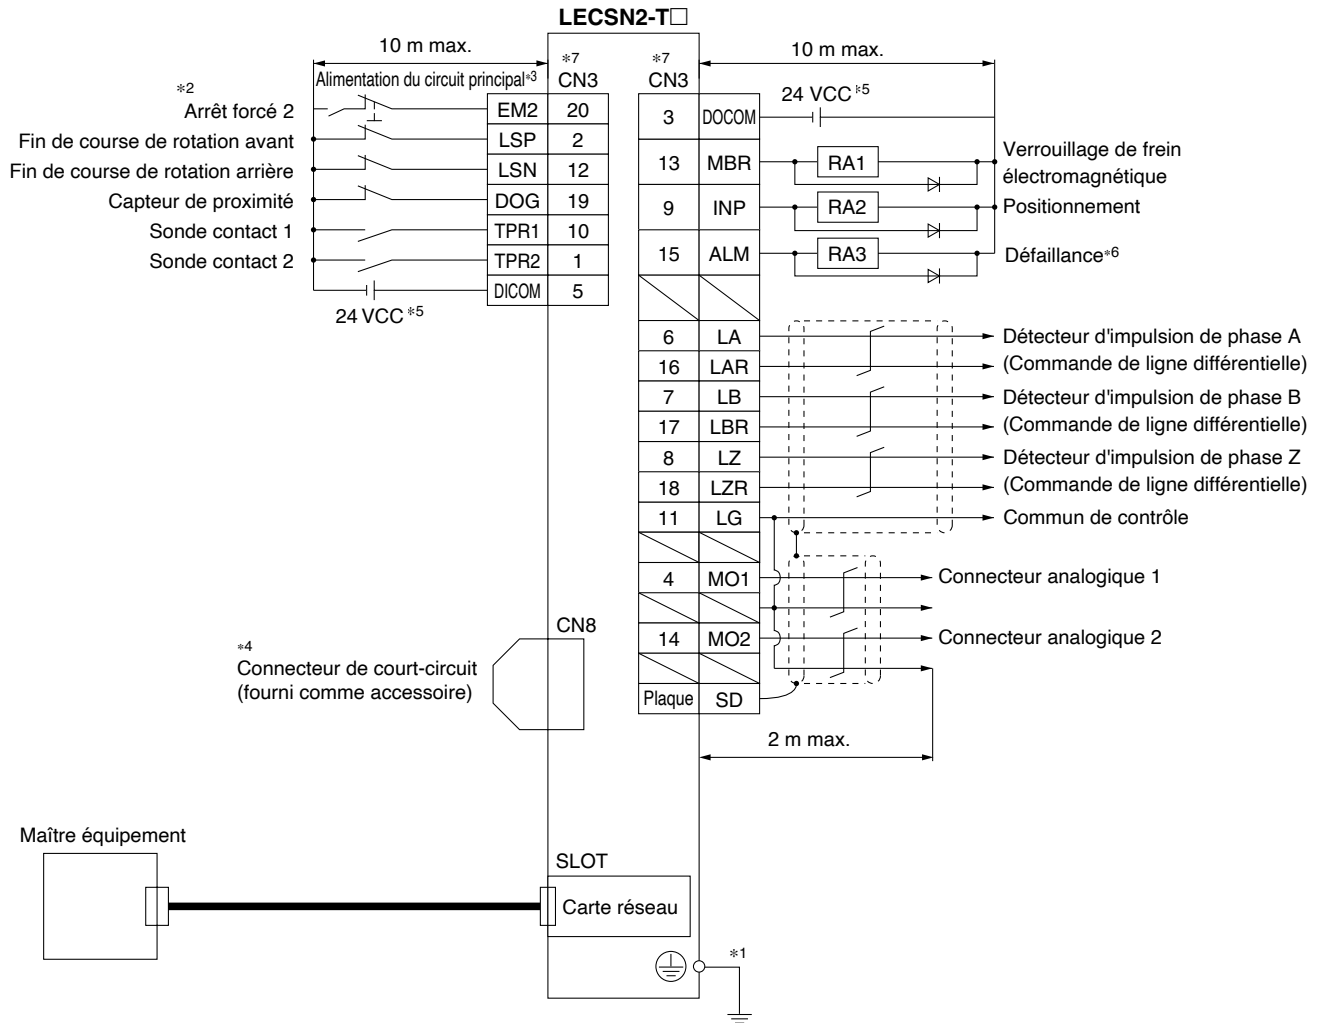 LECSN2-T□
10 m max.
10 m max.
*7
CN3
*7
CN3
Alimentation du circuit principal*3
*2
Arrêt forcé 2
EM2 20
Fin de course de rotation avant
LSP 2
Fin de course de rotation arrière
LSN 12
Capteur de proximité
DOG 19
Sonde contact 1
TPR1 10
Sonde contact 2
TPR2 1
DICOM 5
24 VCC *5
24 VCC *5
3 DOCOM
13 MBR
RA1
Verrouillage de frein
électromagnétique
9 INP
RA2
Positionnement
15 ALM
RA3
Défaillance*6
6 LA
Détecteur d'impulsion de phase A
16 LAR
(Commande de ligne différentielle)
7 LB
Détecteur d'impulsion de phase B
17 LBR
(Commande de ligne différentielle)
8 LZ
Détecteur d'impulsion de phase Z
18 LZR
(Commande de ligne différentielle)
11 LG
Commun de contrôle
4 MO1
Connecteur analogique 1
14 MO2
Connecteur analogique 2
Plaque SD
2 m max.
CN8
*4
Connecteur de court-circuit
(fourni comme accessoire)
Maître équipement
SLOT
Carte réseau
*1